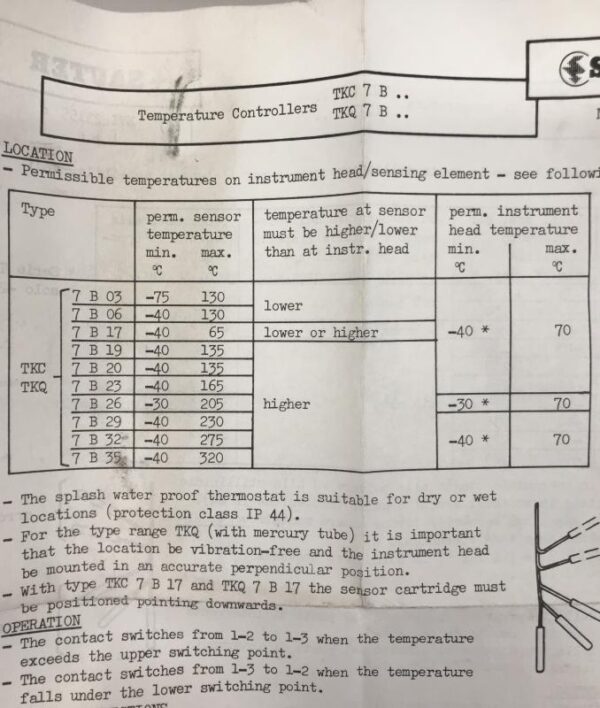 S
Temperature Controllers TKC 7 B ..
TKQ 7 B ..
LOCATION
- Permissible temperatures on instrument head/sensing element - see followi
Type perm. sensor temperature at sensor perm. instrument
temperature must be higher/lower head temperature
min. max. than at instr. head min. max.
°C °C °C °C
7 B 03 -75 130
7 B 06 -40 130 lower
7 B 17 -40 65 lower or higher -40 * 70
7 B 19 -40 135
TKC 7 B 20 -40 135
TKQ 7 B 23 -40 165
7 B 26 -30 205 higher -30 * 70
7 B 29 -40 230
7 B 32 -40 275 -40 * 70
7 B 35 -40 320
- The splash water proof thermostat is suitable for dry or wet
locations (protection class IP 44).
- For the type range TKQ (with mercury tube) it is important
that the location be vibration-free and the instrument head
be mounted in an accurate perpendicular position.
- With type TKC 7 B 17 and TKQ 7 B 17 the sensor cartridge must
be positioned pointing downwards.
OPERATION
- The contact switches from 1-2 to 1-3 when the temperature
exceeds the upper switching point.
- The contact switches from 1-3 to 1-2 when the temperature
falls under the lower switching point.